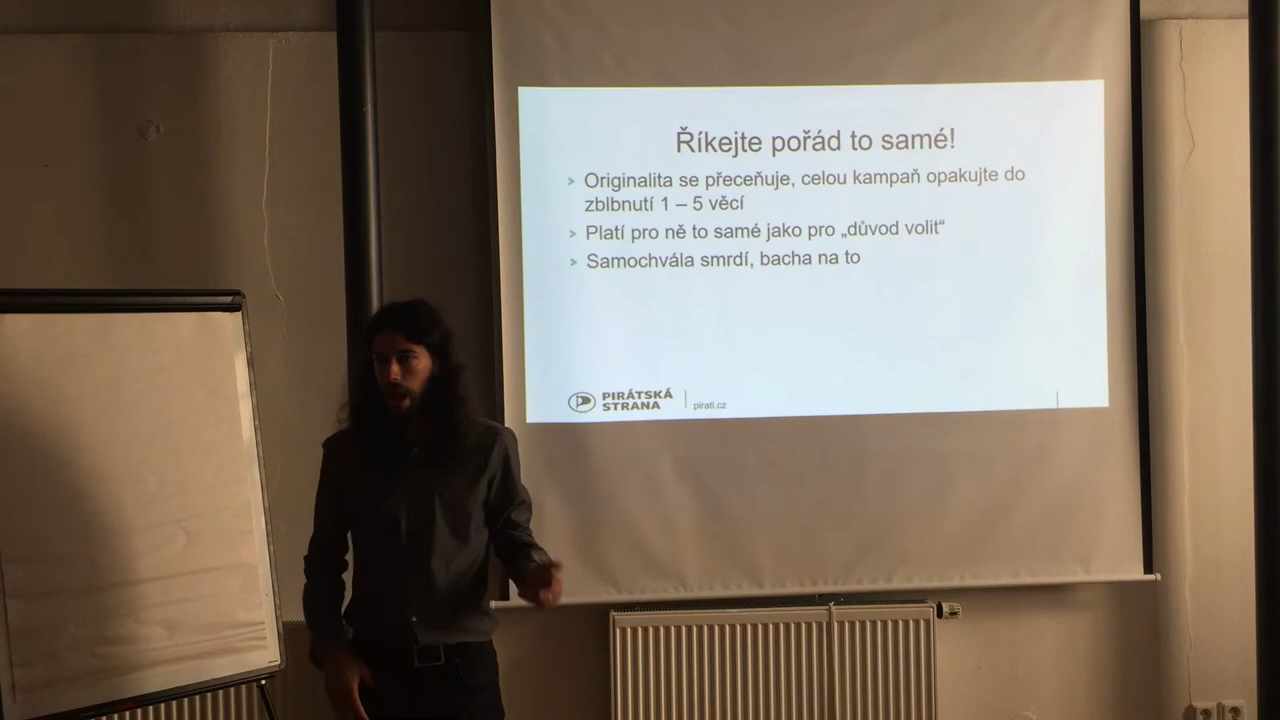 Říkejte pořád to samé!
Originalita se přeceňuje, celou kampaň opakujte do
zblbnutí 1 – 5 věcí
Platí pro ně to samé jako pro „důvod volit“
Samochvála smrdí, bacha na to
PIRÁTSKÁ
STRANA
pirati.cz